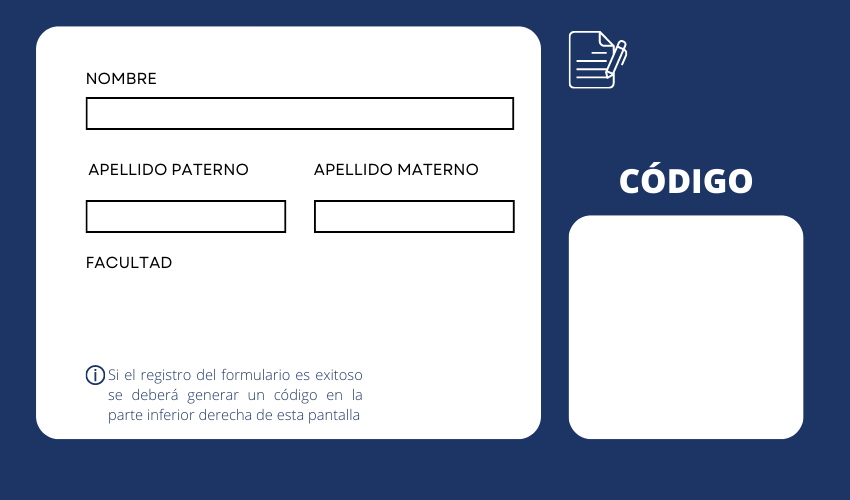 NOMBRE
APELLIDO PATERNO
APELLIDO MATERNO
FACULTAD
Si el registro del formulario es exitoso
se deberá generar un código en la
parte inferior derecha de esta pantalla
CÓDIGO